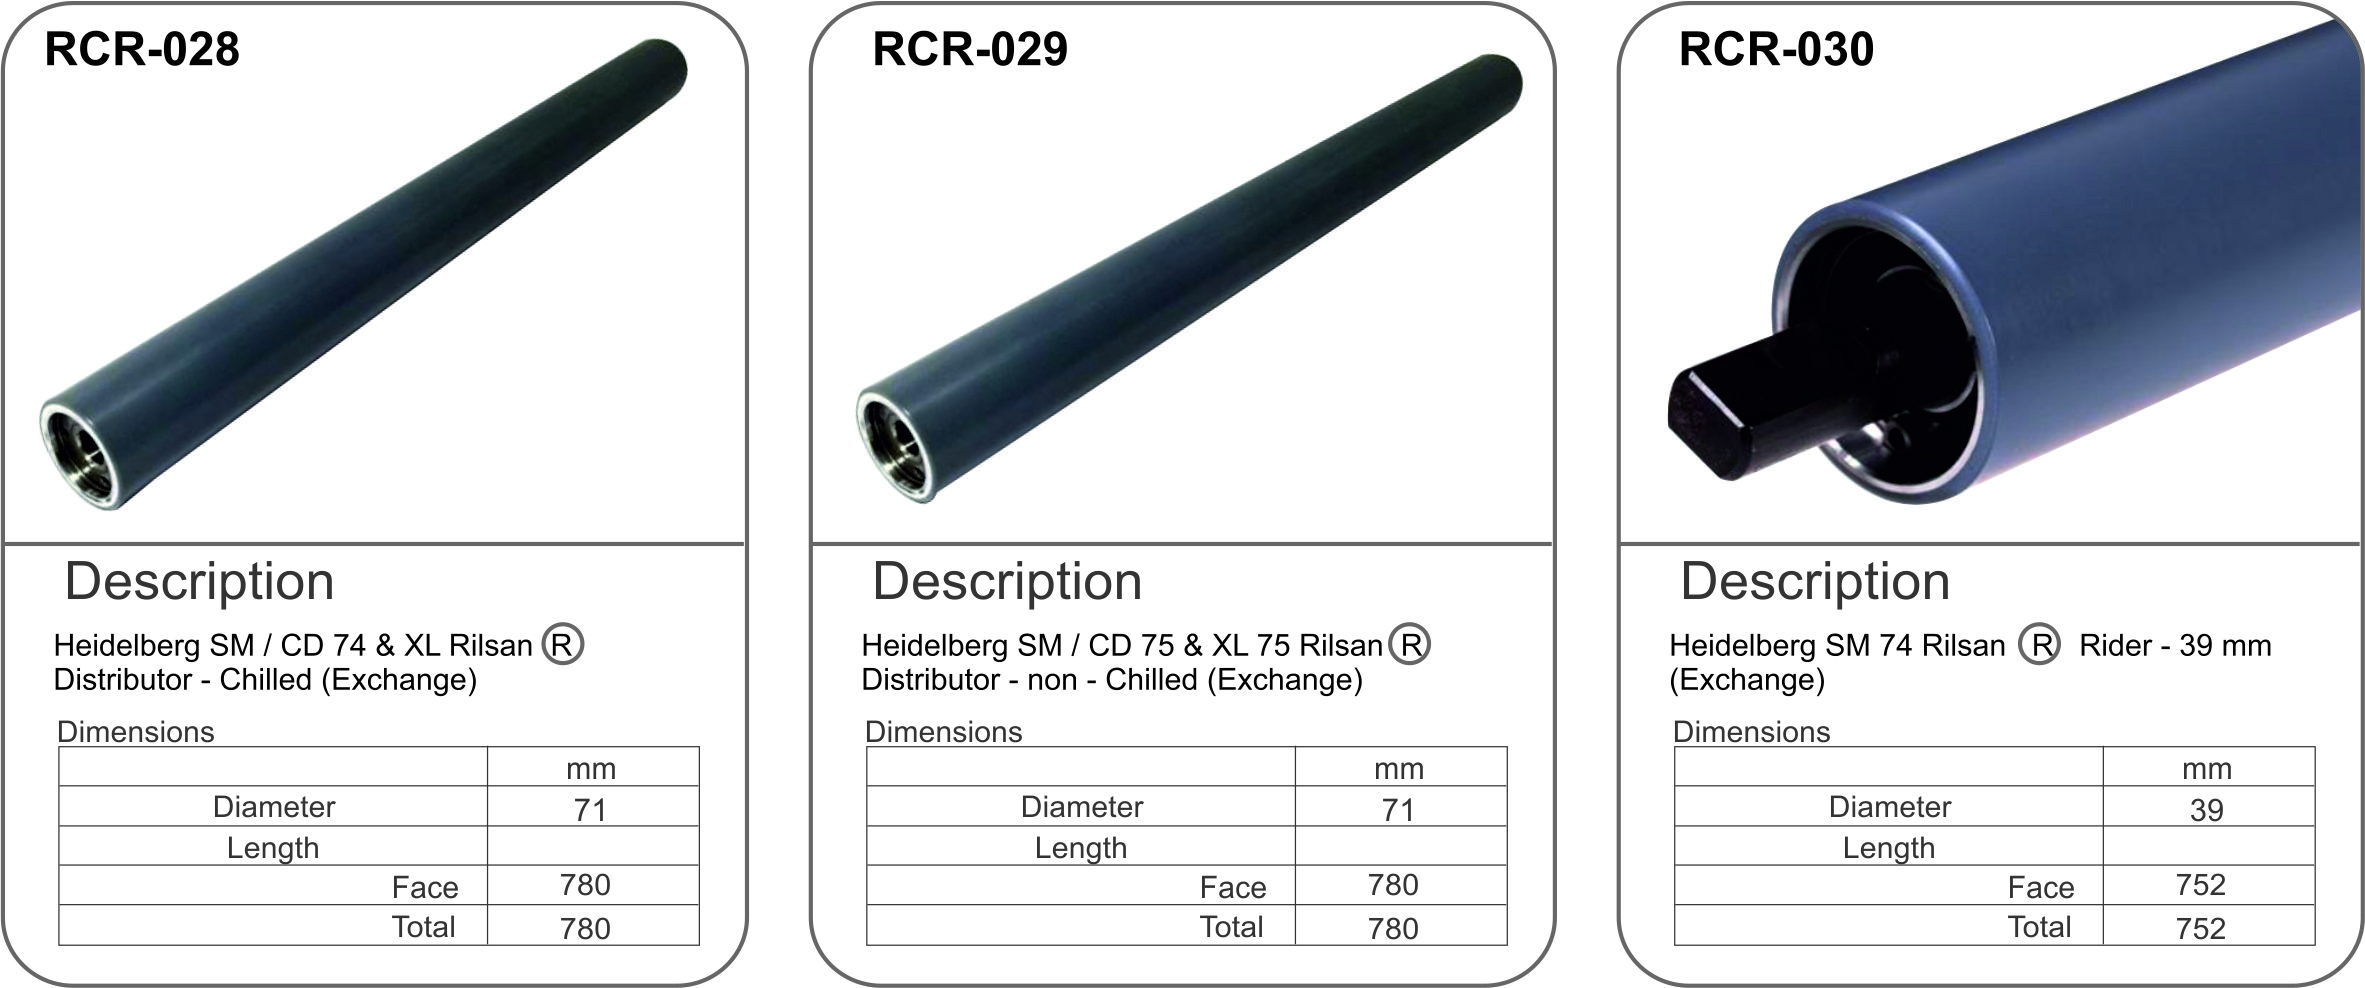 RCR-028
Description
Heidelberg SM / CD 74 & XL Rilsan ®
Distributor - Chilled (Exchange)
Dimensions
mm
Diameter 71
Length
Face 780
Total 780
RCR-029
Description
Heidelberg SM / CD 75 & XL 75 Rilsan ®
Distributor - non - Chilled (Exchange)
Dimensions
mm
Diameter 71
Length
Face 780
Total 780
RCR-030
Description
Heidelberg SM 74 Rilsan ® Rider - 39 mm
(Exchange)
Dimensions
mm
Diameter 39
Length
Face 752
Total 752